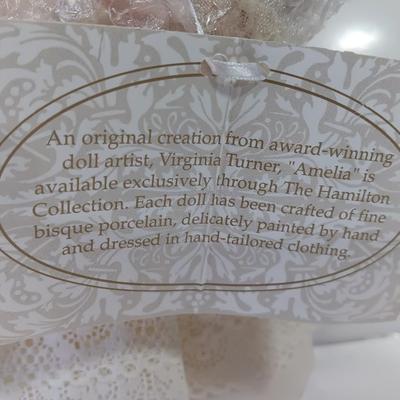 An original creation from award-winning
doll artist, Virginia Turner, "Amelia" is
available exclusively through The Hamilton
Collection. Each doll has been crafted of fine
bisque porcelain, delicately painted by hand
and dressed in hand-tailored clothing.